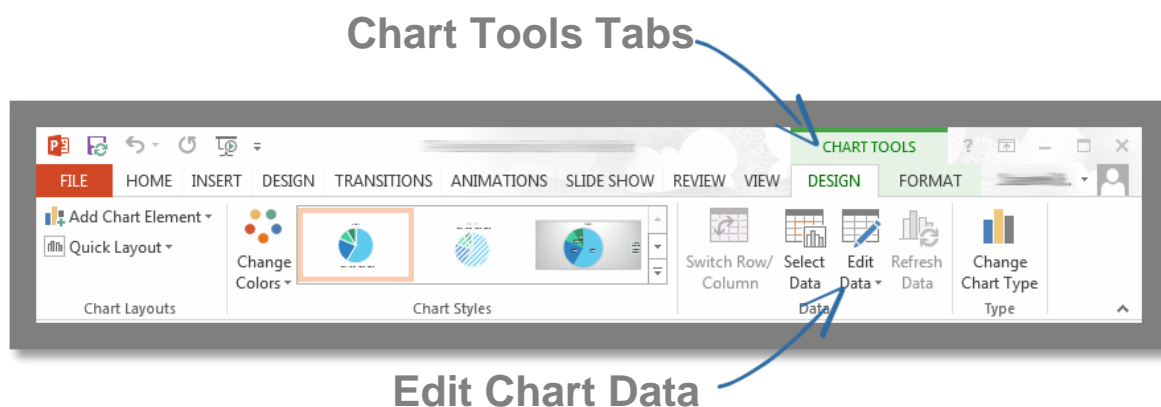 Chart Tools Tabs
CHART TOOLS
FILE HOME INSERT DESIGN TRANSITIONS ANIMATIONS SLIDE SHOW REVIEW VIEW DESIGN FORMAT
Add Chart Element
Quick Layout
Change
Colors
Switch Row/
Column
Select
Data
Edit
Data
Refresh
Data
Change
Chart Type
Chart Layouts
Chart Styles
Data
Type
Edit Chart Data